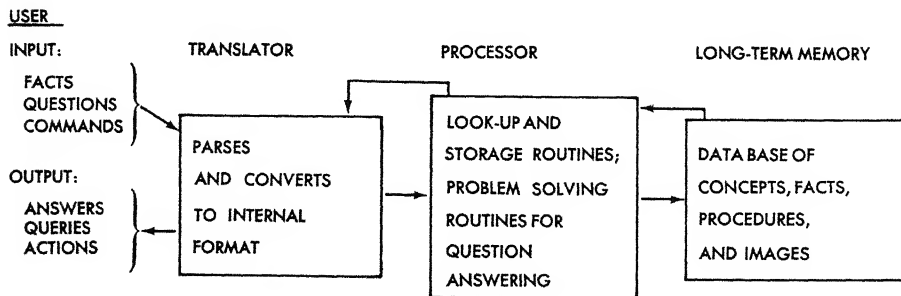 USER
INPUT:
TRANSLATOR
PROCESSOR
LONG-TERM MEMORY
FACTS
QUESTIONS
COMMANDS
OUTPUT:
ANSWERS
QUERIES
ACTIONS
PARSES
AND CONVERTS
TO INTERNAL
FORMAT
LOOK-UP AND
STORAGE ROUTINES;
PROBLEM SOLVING
ROUTINES FOR
QUESTION
ANSWERING
DATA BASE OF
CONCEPTS, FACTS,
PROCEDURES,
AND IMAGES